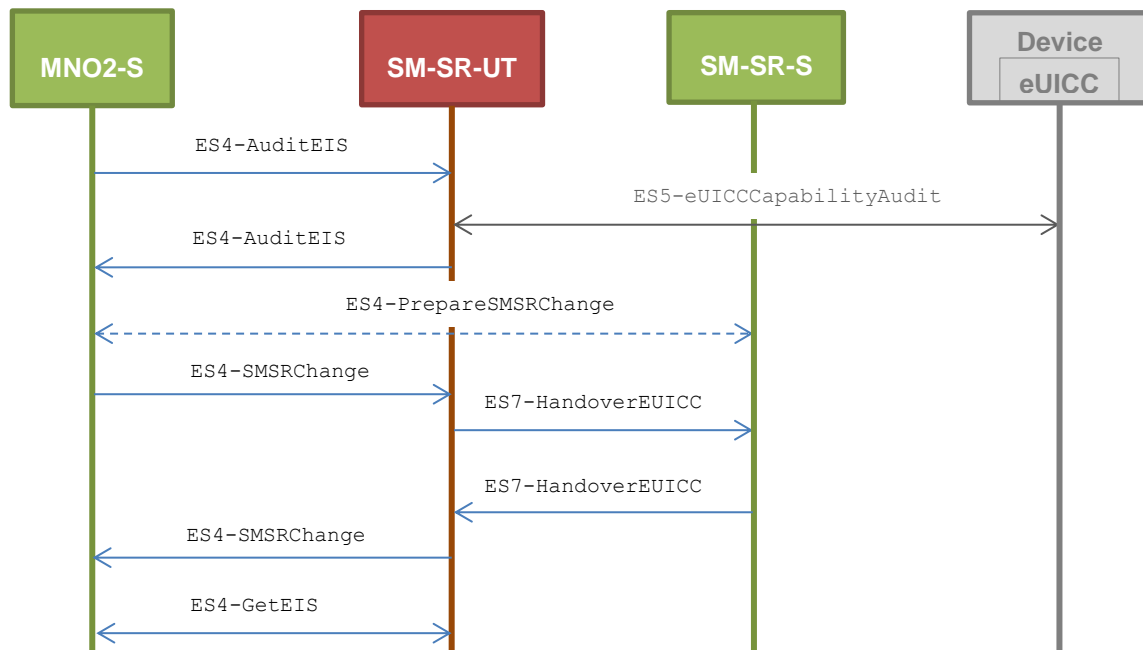 MNO2-S
SM-SR-UT
SM-SR-S
Device
eUICC
ES4-AuditEIS
ES5-eUICCCapabilityAudit
ES4-AuditEIS
ES4-PrepareSMSRChange
ES4-SMSRChange
ES7-HandoverEUICC
ES7-HandoverEUICC
ES4-SMSRChange
ES4-GetEIS